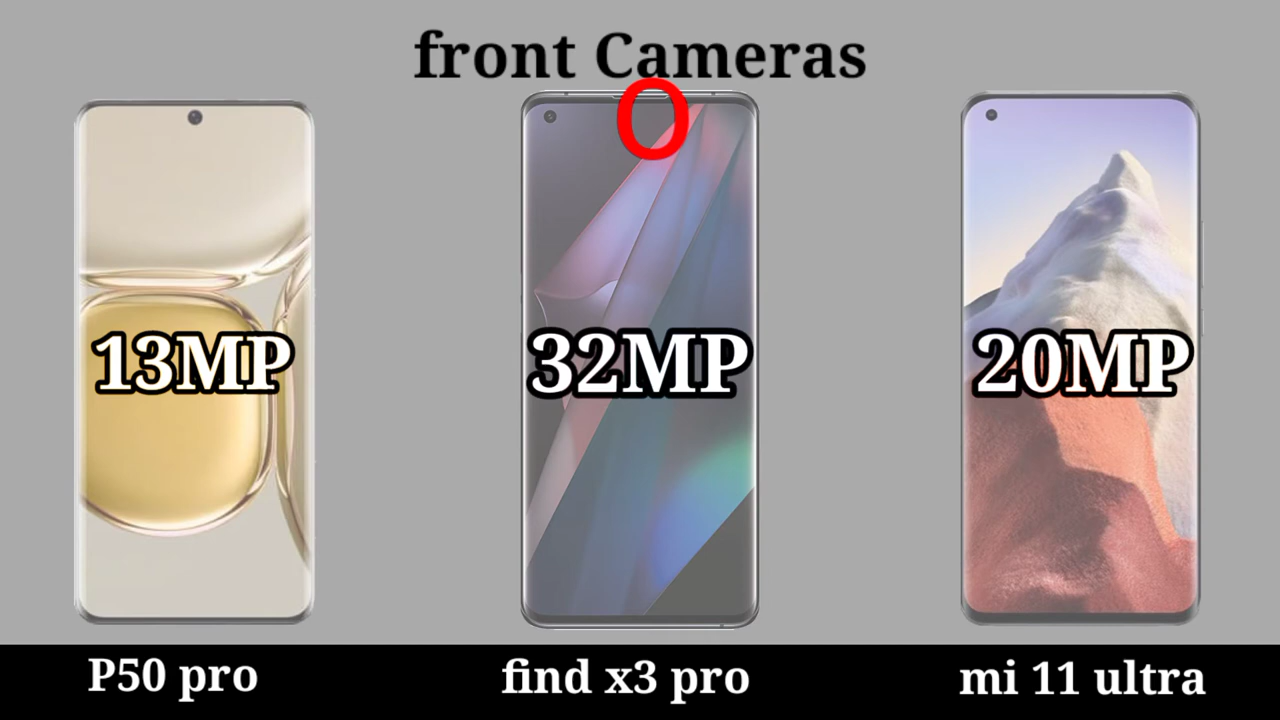 front Cameras
O
13MP
32MP
20MP
P50 pro
find x3 pro
mi 11 ultra